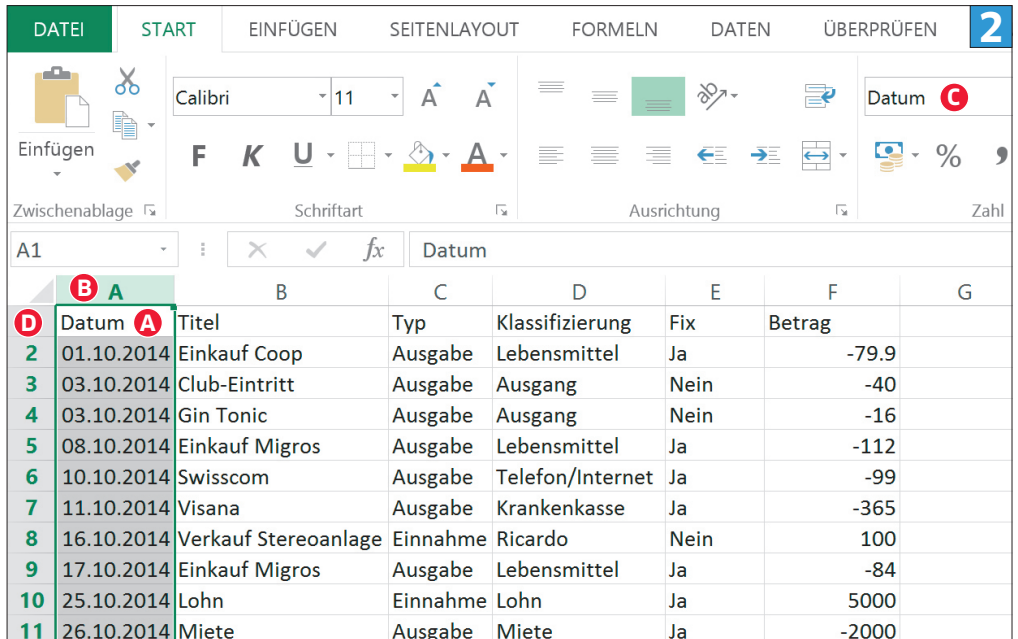 DATEI START EINFÜGEN SEITENLAYOUT FORMELN DATEN ÜBERPRÜFEN 2
Calibri 11 A A ab Datum C
Einfügen F K U A %
Zwischenablage Schriftart Ausrichtung Zahl
A1 fx Datum
B A B C D E F G
D Datum A Titel Typ Klassifizierung Fix Betrag
2 01.10.2014 Einkauf Coop Ausgabe Lebensmittel Ja -79.9
3 03.10.2014 Club-Eintritt Ausgabe Ausgang Nein -40
4 03.10.2014 Gin Tonic Ausgabe Ausgang Nein -16
5 08.10.2014 Einkauf Migros Ausgabe Lebensmittel Ja -112
6 10.10.2014 Swisscom Ausgabe Telefon/Internet Ja -99
7 11.10.2014 Visana Ausgabe Krankenkasse Ja -365
8 16.10.2014 Verkauf Stereoanlage Einnahme Ricardo Nein 100
9 17.10.2014 Einkauf Migros Ausgabe Lebensmittel Ja -84
10 25.10.2014 Lohn Einnahme Lohn Ja 5000
11 26.10.2014 Miete Ausgabe Miete Ja -2000